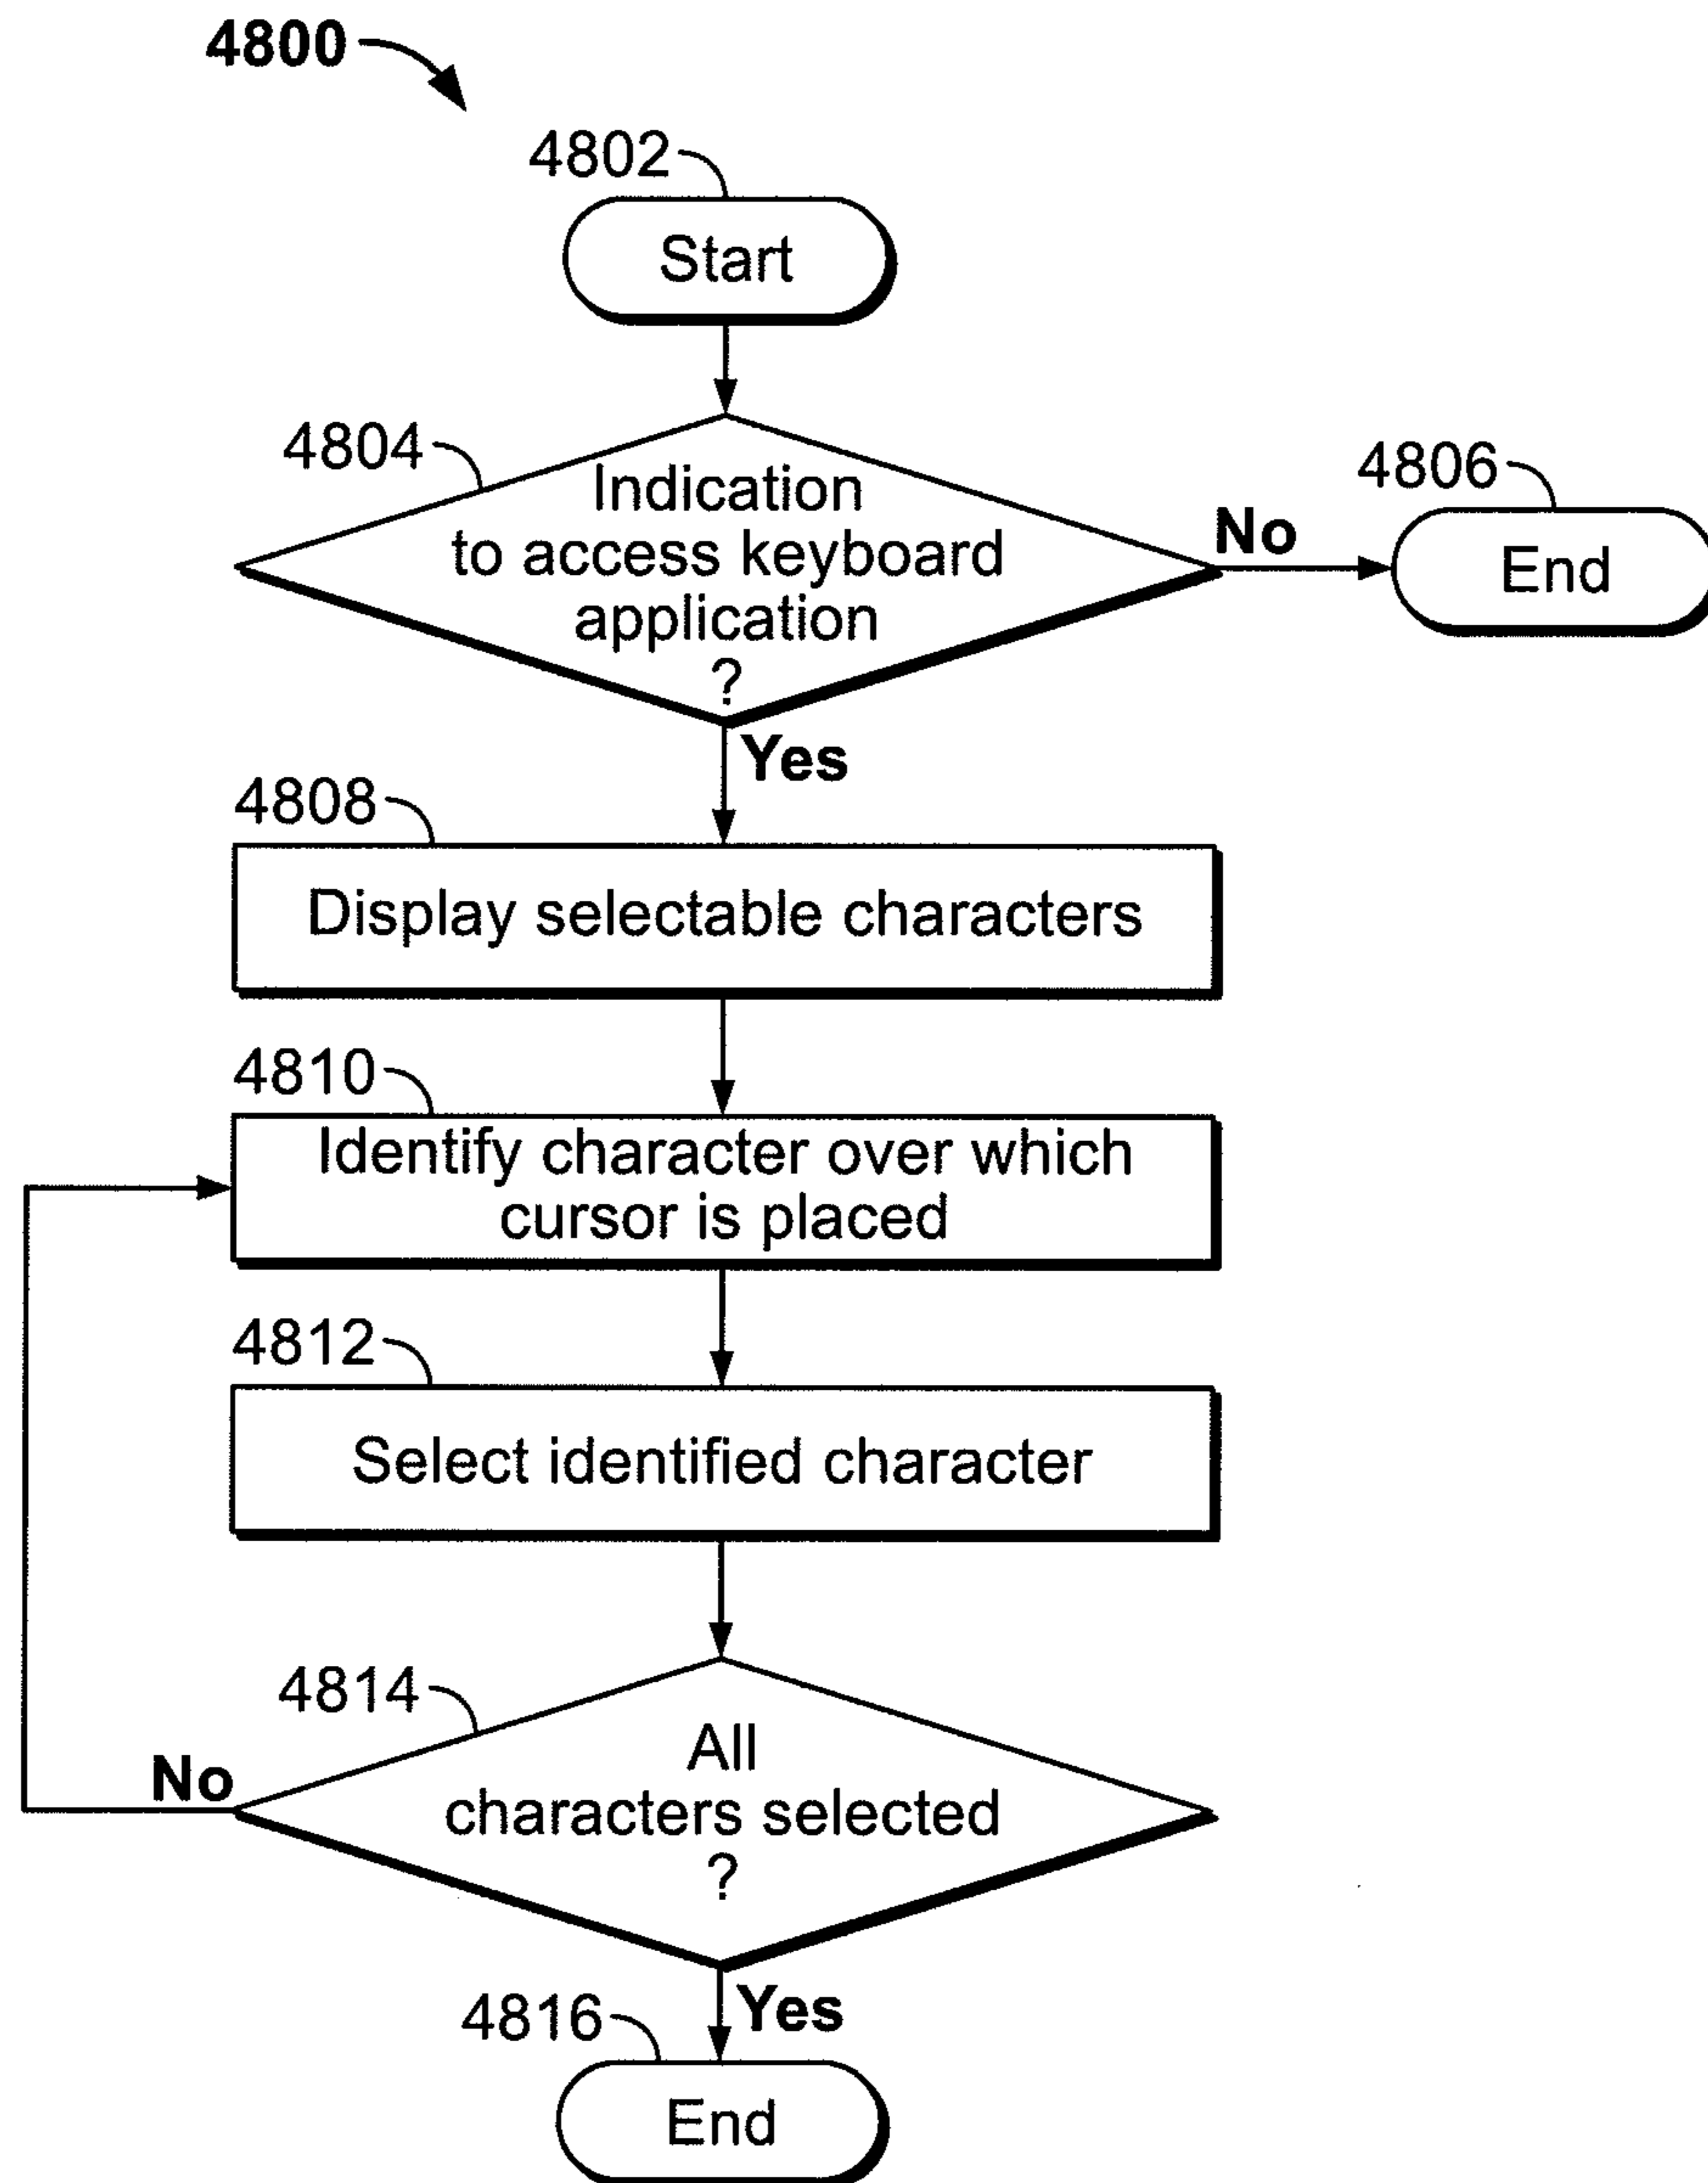 4800
4802
Start
4804
Indication
to access keyboard
application
?
No
4806
End
Yes
4808
Display selectable characters
4810
Identify character over which
cursor is placed
4812
Select identified character
4814
All
characters selected
?
No
Yes
4816
End